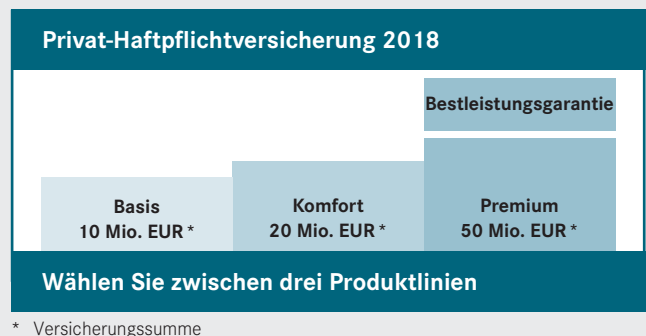 Privat-Haftpflichtversicherung 2018
Bestleistungsgarantie
Basis
10 Mio. EUR *
Komfort
20 Mio. EUR *
Premium
50 Mio. EUR *
Wählen Sie zwischen drei Produktlinien
* Versicherungssumme